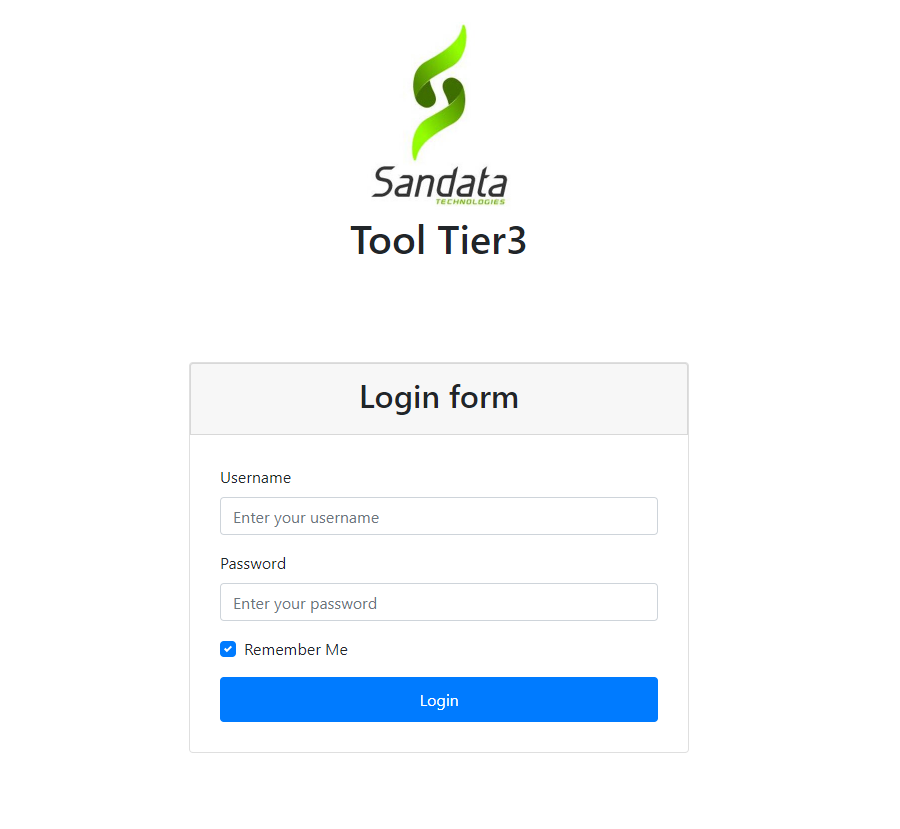 Sandata
TECHNOLOGIES
Tool Tier3
Login form
Username
Enter your username
Password
Enter your password
Remember Me
Login